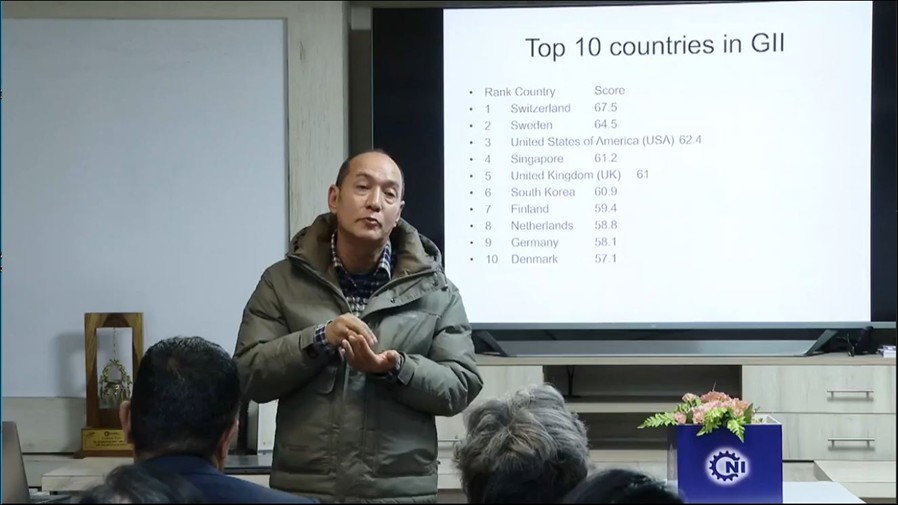 Top 10 countries in GII
• Rank Country Score
• 1 Switzerland 67.5
• 2 Sweden 64.5
• 3 United States of America (USA) 62.4
• 4 Singapore 61.2
• 5 United Kingdom (UK) 61
• 6 South Korea 60.9
• 7 Finland 59.4
• 8 Netherlands 58.8
• 9 Germany 58.1
• 10 Denmark 57.1
CNI